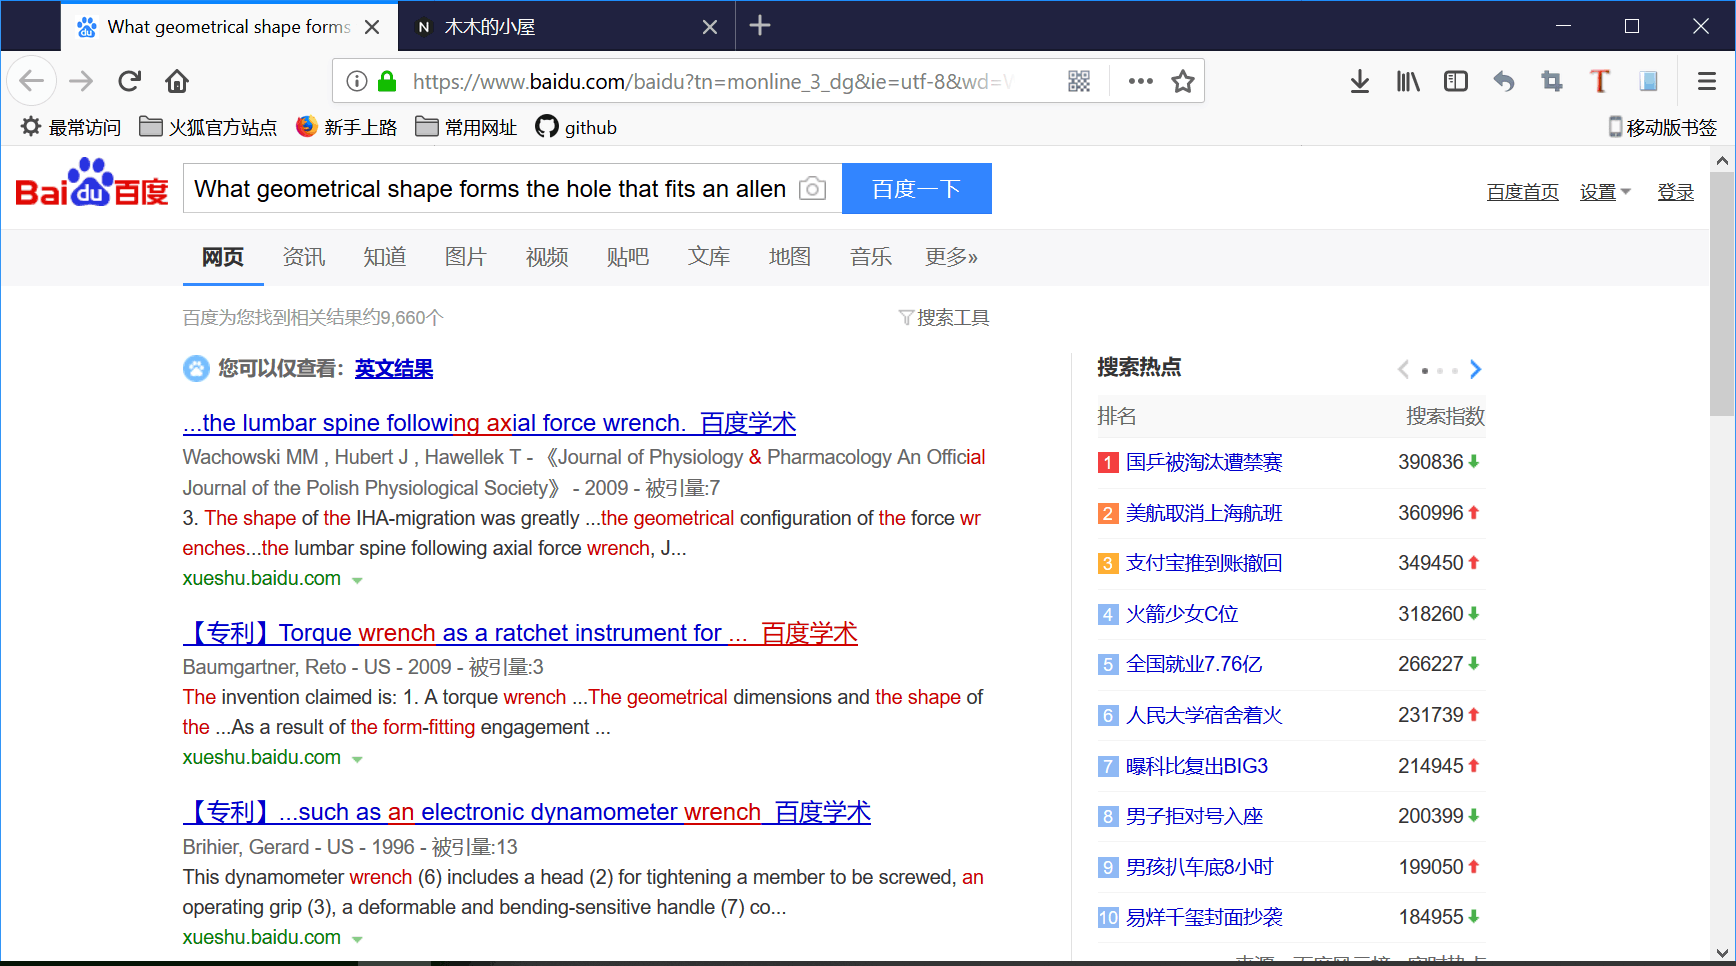 What geometrical shape forms
N 木木的小屋
https://www.baidu.com/baidu?tn=monline_3_dg&ie=utf-8&wd=
T
最常访问 火狐官方站点 新手上路 常用网址 github 移动版书签
Bai du 百度 What geometrical shape forms the hole that fits an allen 百度一下 百度首页 设置 登录
网页 资讯 知道 图片 视频 贴吧 文库 地图 音乐 更多»
百度为您找到相关结果约9,660个 搜索工具
您可以仅查看：英文结果
...the lumbar spine following axial force wrench. 百度学术
Wachowski MM , Hubert J , Hawellek T - 《Journal of Physiology & Pharmacology An Official
Journal of the Polish Physiological Society》 - 2009 - 被引量:7
3. The shape of the IHA-migration was greatly ...the geometrical configuration of the force wr
enches...the lumbar spine following axial force wrench, J...
xueshu.baidu.com
【专利】Torque wrench as a ratchet instrument for ... 百度学术
Baumgartner, Reto - US - 2009 - 被引量:3
The invention claimed is: 1. A torque wrench ...The geometrical dimensions and the shape of
the ...As a result of the form-fitting engagement ...
xueshu.baidu.com
【专利】...such as an electronic dynamometer wrench 百度学术
Brihier, Gerard - US - 1996 - 被引量:13
This dynamometer wrench (6) includes a head (2) for tightening a member to be screwed, an
operating grip (3), a deformable and bending-sensitive handle (7) co...
xueshu.baidu.com
搜索热点
排名 搜索指数
1 国乒被淘汰遭禁赛 390836
2 美航取消上海航班 360996
3 支付宝推到账撤回 349450
4 火箭少女C位 318260
5 全国就业7.76亿 266227
6 人民大学宿舍着火 231739
7 曝科比复出BIG3 214945
8 男子拒对号入座 200399
9 男孩扒车底8小时 199050
10 易烊千玺封面抄袭 184955